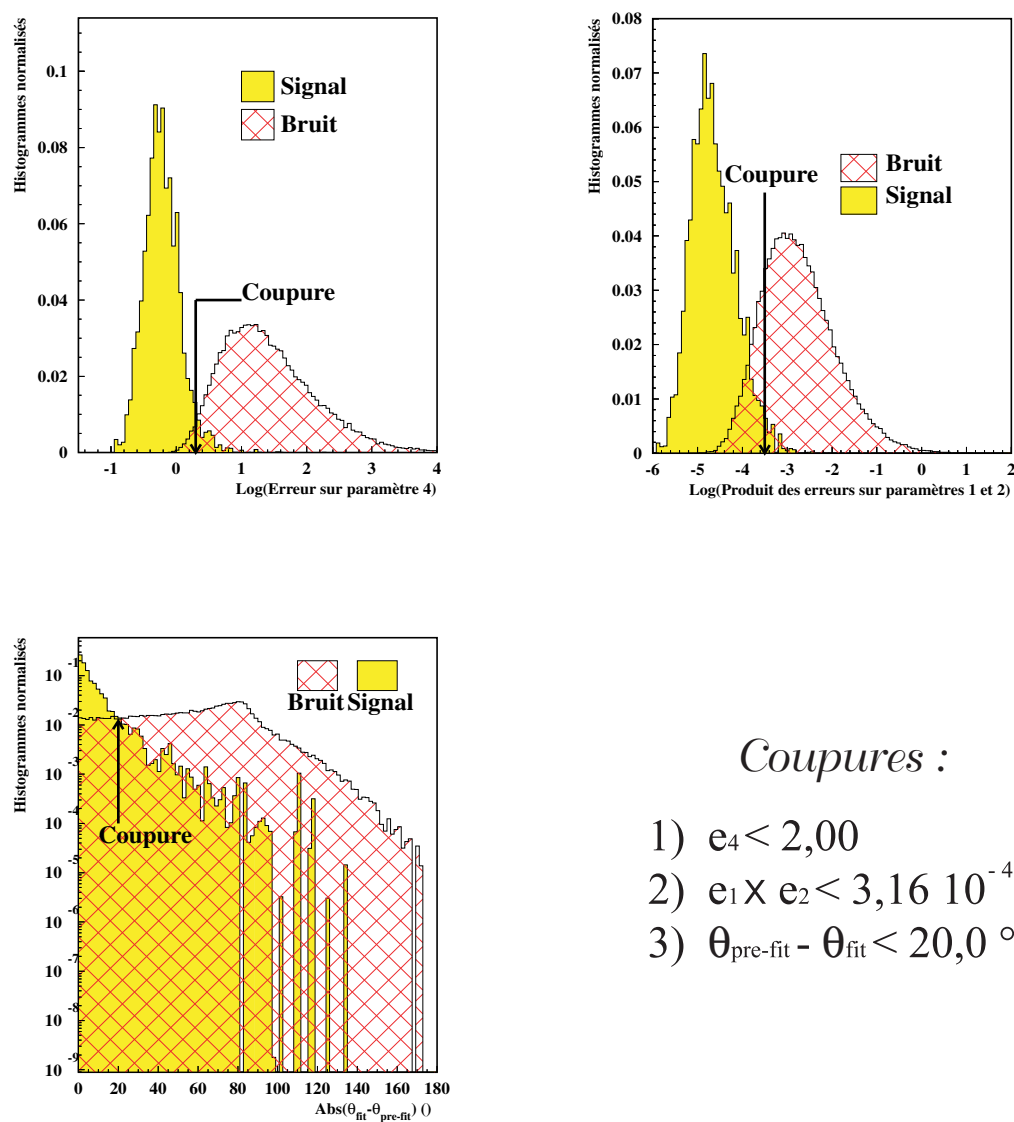 Histogrammes normalisés
0.1
0.08
0.06
0.04
0.02
0
Signal
Bruit
Coupure
-1 0 1 2 3 4
Log(Erreur sur paramètre 4)
Histogrammes normalisés
0.08
0.07
0.06
0.05
0.04
0.03
0.02
0.01
0
Coupure
Bruit
Signal
-6 -5 -4 -3 -2 -1 0 1 2
Log(Produit des erreurs sur paramètres 1 et 2)
Histogrammes normalisés
10 -1
10 -2
10 -3
10 -4
10 -5
10 -6
10 -7
10 -8
10 -9
Bruit Signal
Coupure
0 20 40 60 80 100 120 140 160 180
Abs(θfit-θpre-fit) ()
Coupures :
1) e4 < 2,00
2) e1 x e2 < 3,16 10-4
3) θpre-fit - θfit < 20,0 °